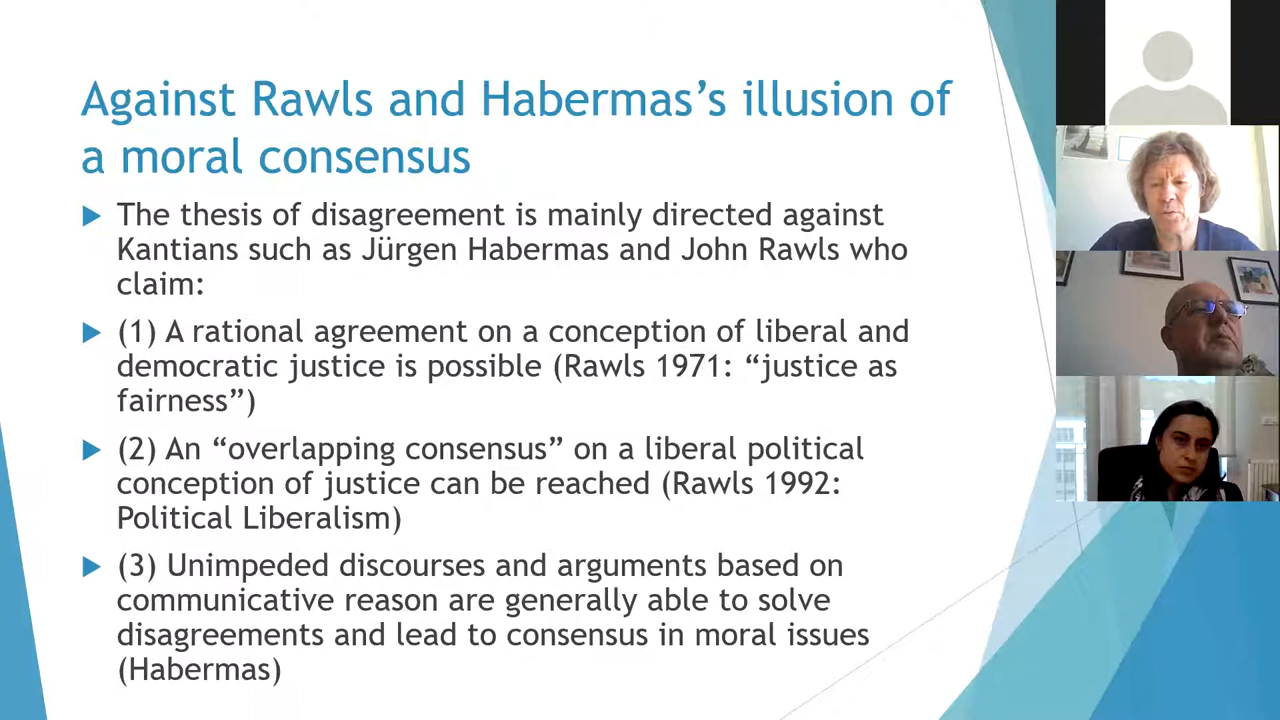 Against Rawls and Habermas’s illusion of
a moral consensus
The thesis of disagreement is mainly directed against
Kantians such as Jürgen Habermas and John Rawls who
claim:
(1) A rational agreement on a conception of liberal and
democratic justice is possible (Rawls 1971: “justice as
fairness”)
(2) An “overlapping consensus” on a liberal political
conception of justice can be reached (Rawls 1992:
Political Liberalism)
(3) Unimpeded discourses and arguments based on
communicative reason are generally able to solve
disagreements and lead to consensus in moral issues
(Habermas)